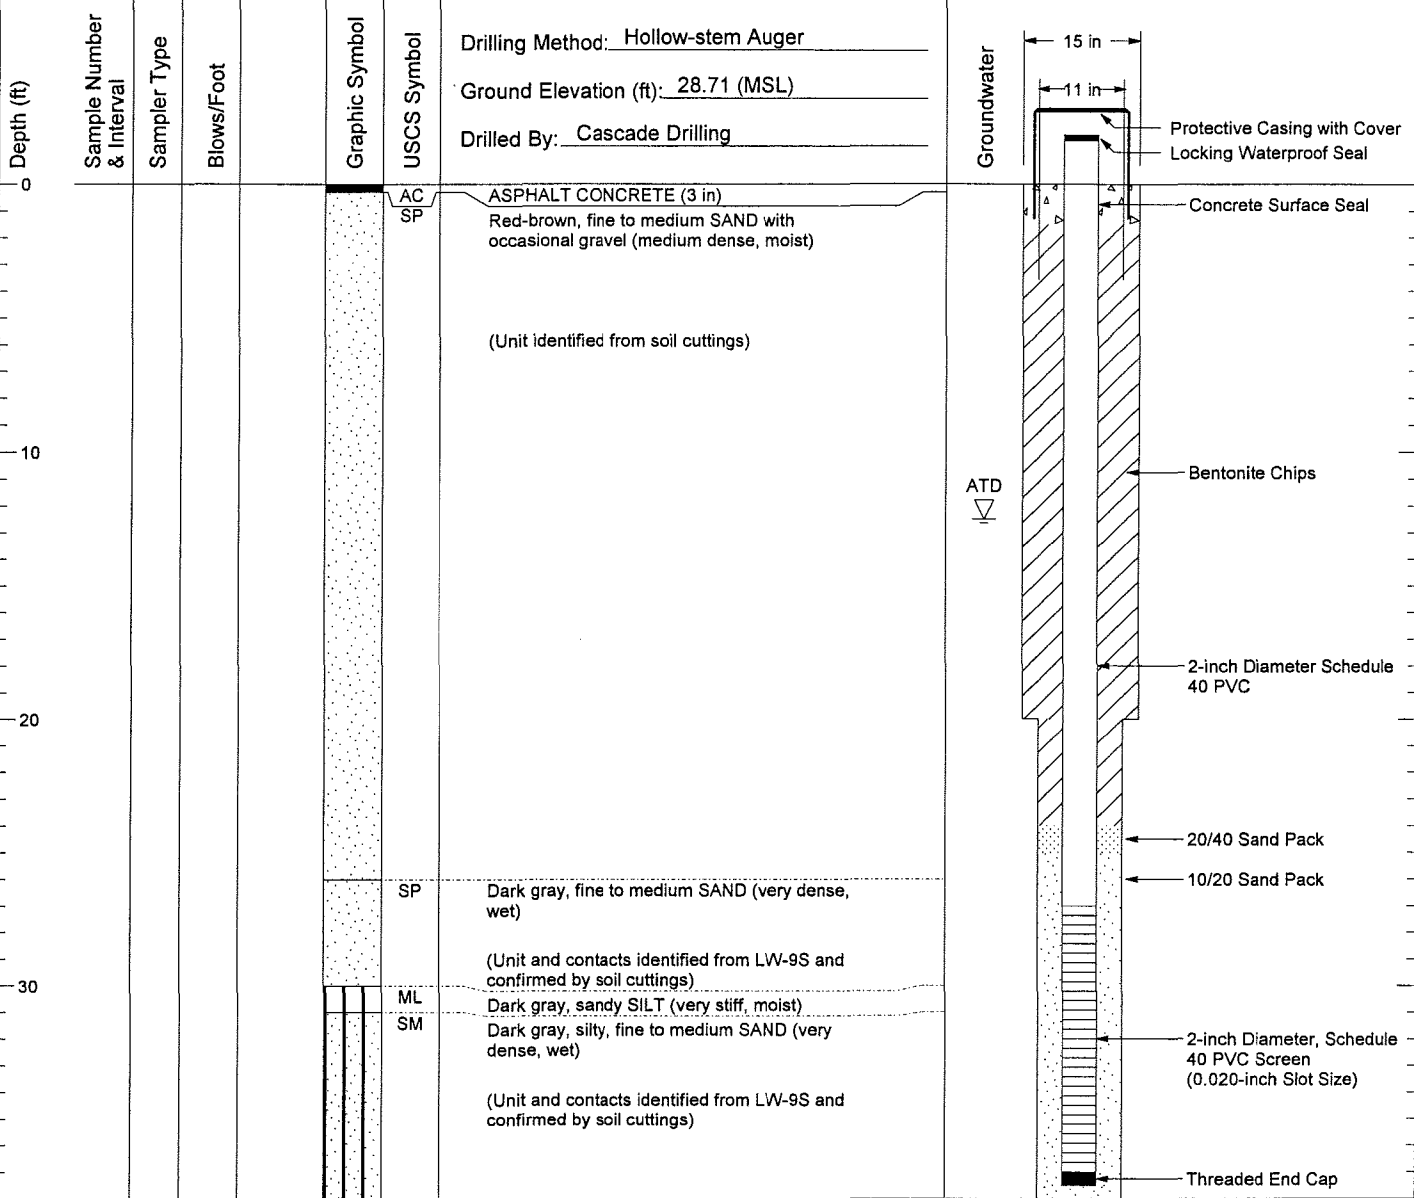 Depth (ft)
Sample Number
& Interval
Sampler Type
Blows/Foot
Graphic Symbol
USCS Symbol
Drilling Method: Hollow-stem Auger
Ground Elevation (ft): 28.71 (MSL)
Drilled By: Cascade Drilling
Groundwater
15 in
11 in
Protective Casing with Cover
Locking Waterproof Seal
0
AC
ASPHALT CONCRETE (3 in)
Concrete Surface Seal
SP
Red-brown, fine to medium SAND with
occasional gravel (medium dense, moist)
(Unit identified from soil cuttings)
10
Bentonite Chips
ATD
2-inch Diameter Schedule
40 PVC
20
20/40 Sand Pack
10/20 Sand Pack
SP
Dark gray, fine to medium SAND (very dense,
wet)
(Unit and contacts identified from LW-9S and
confirmed by soil cuttings)
30
ML
Dark gray, sandy SILT (very stiff, moist)
SM
Dark gray, silty, fine to medium SAND (very
dense, wet)
2-inch Diameter, Schedule
40 PVC Screen
(0.020-inch Slot Size)
(Unit and contacts identified from LW-9S and
confirmed by soil cuttings)
Threaded End Cap